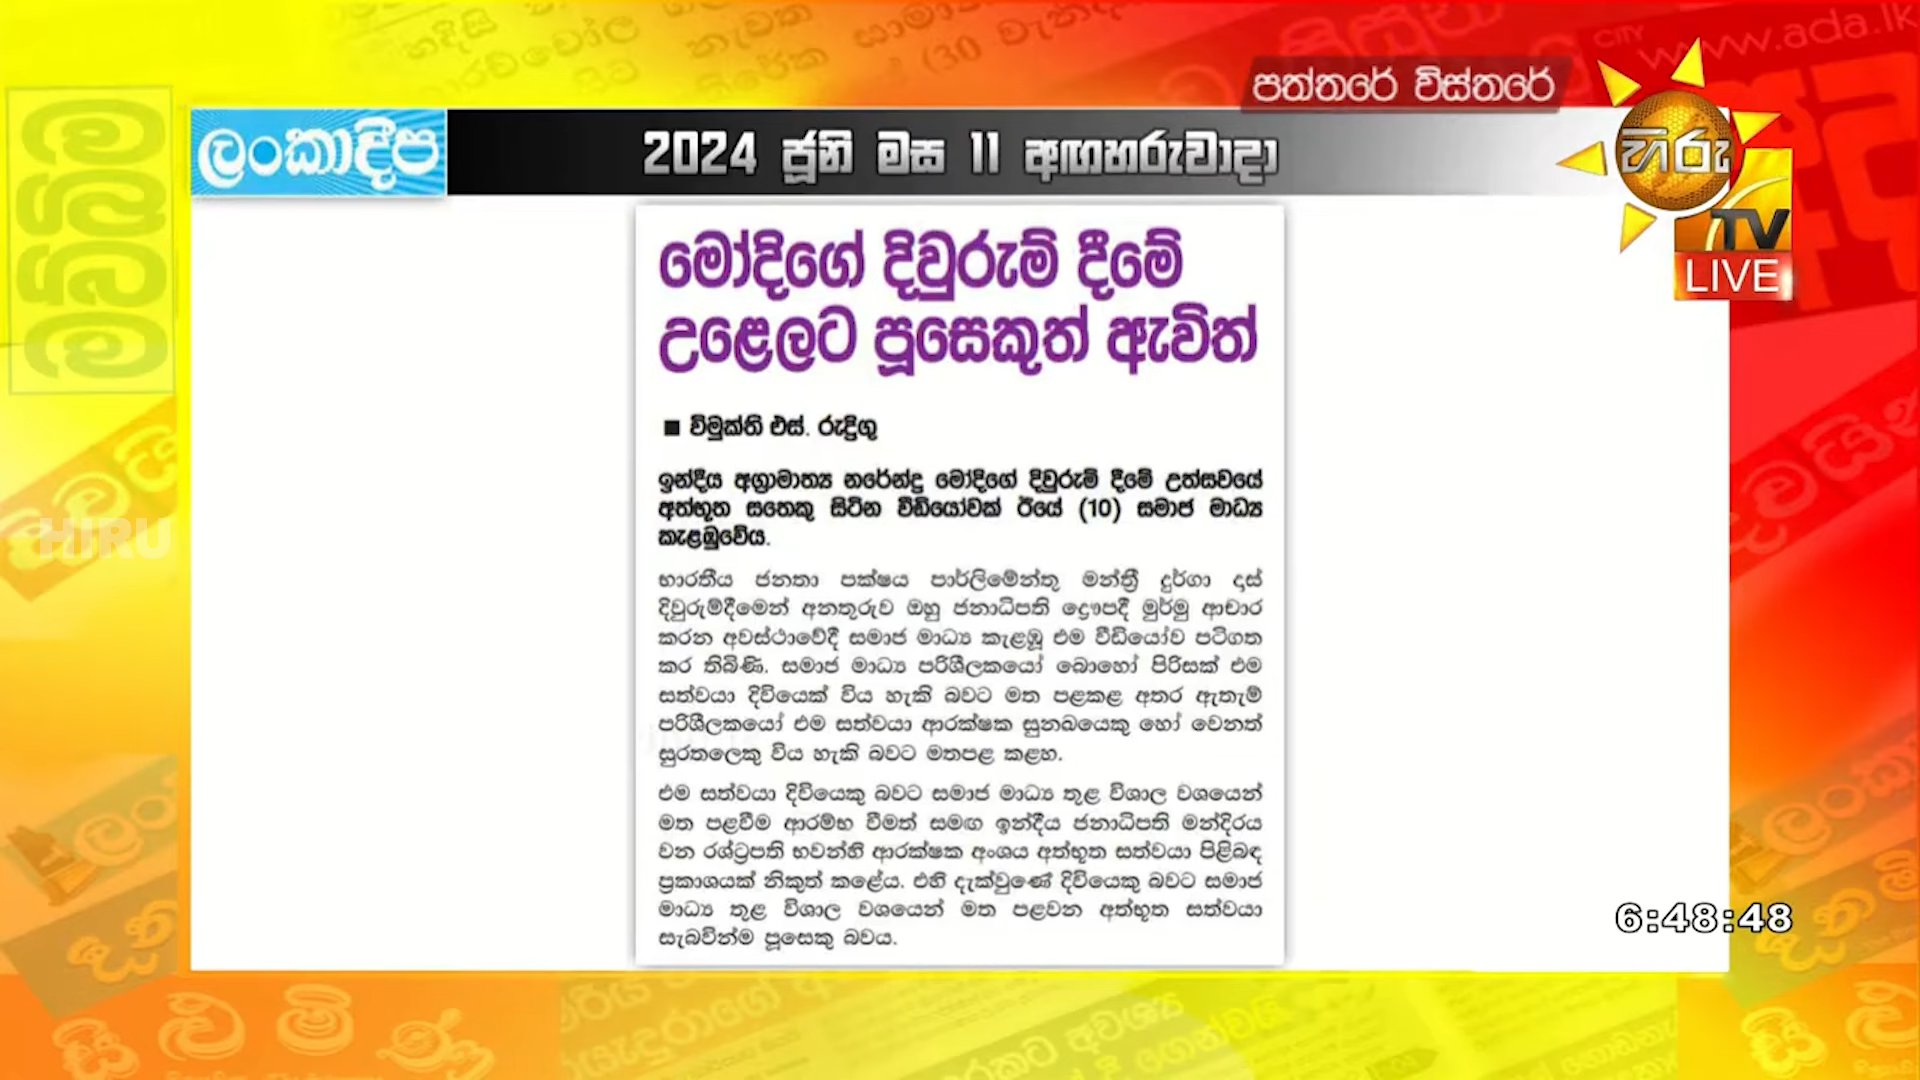 පත්තරේ විස්තරේ
හිරු
TV
LIVE
ලංකාදීප
2024 ජූනි මස 11 අඟහරුවාදා
මෝදිගේ දිවුරුම් දීමේ
උළෙලට පූසෙකුත් ඇවිත්
■ විමුක්ති එස්. රුද්‍රිගු
ඉන්දීය අග්‍රාමාත්‍ය නරේන්ද්‍ර මෝදිගේ දිවුරුම් දීමේ උත්සවයේ
අත්භූත සතෙකු සිටින වීඩියෝවක් ඊයේ (10) සමාජ මාධ්‍ය
කැළඹුවේය.
භාරතීය ජනතා පක්ෂය පාර්ලිමේන්තු මන්ත්‍රී දුර්ගා දාස්
දිවුරුම්දීමෙන් අනතුරුව ඔහු ජනාධිපති ද්‍රෞපදී මුර්මු ආචාර
කරන අවස්ථාවේදී සමාජ මාධ්‍ය කැළඹූ එම වීඩියෝව පටිගත
කර තිබිණි. සමාජ මාධ්‍ය පරිශීලකයෝ බොහෝ පිරිසක් එම
සත්වයා දිවියෙක් විය හැකි බවට මත පළකළ අතර ඇතැම්
පරිශීලකයෝ එම සත්වයා ආරක්ෂක සුනඛයෙකු හෝ වෙනත්
සුරතලෙකු විය හැකි බවට මතපළ කළහ.
එම සත්වයා දිවියෙකු බවට සමාජ මාධ්‍ය තුළ විශාල වශයෙන්
මත පළවීම ආරම්භ වීමත් සමඟ ඉන්දීය ජනාධිපති මන්දිරය
වන රශ්ට්‍රපති භවන්හි ආරක්ෂක අංශය අත්භූත සත්වයා පිළිබඳ
ප්‍රකාශයක් නිකුත් කළේය. එහි දැක්වුණේ දිවියෙකු බවට සමාජ
මාධ්‍ය තුළ විශාල වශයෙන් මත පළවන අත්භූත සත්වයා
සැබවින්ම පූසෙකු බවය.
HIRU
6:48:48
www.ada.lk